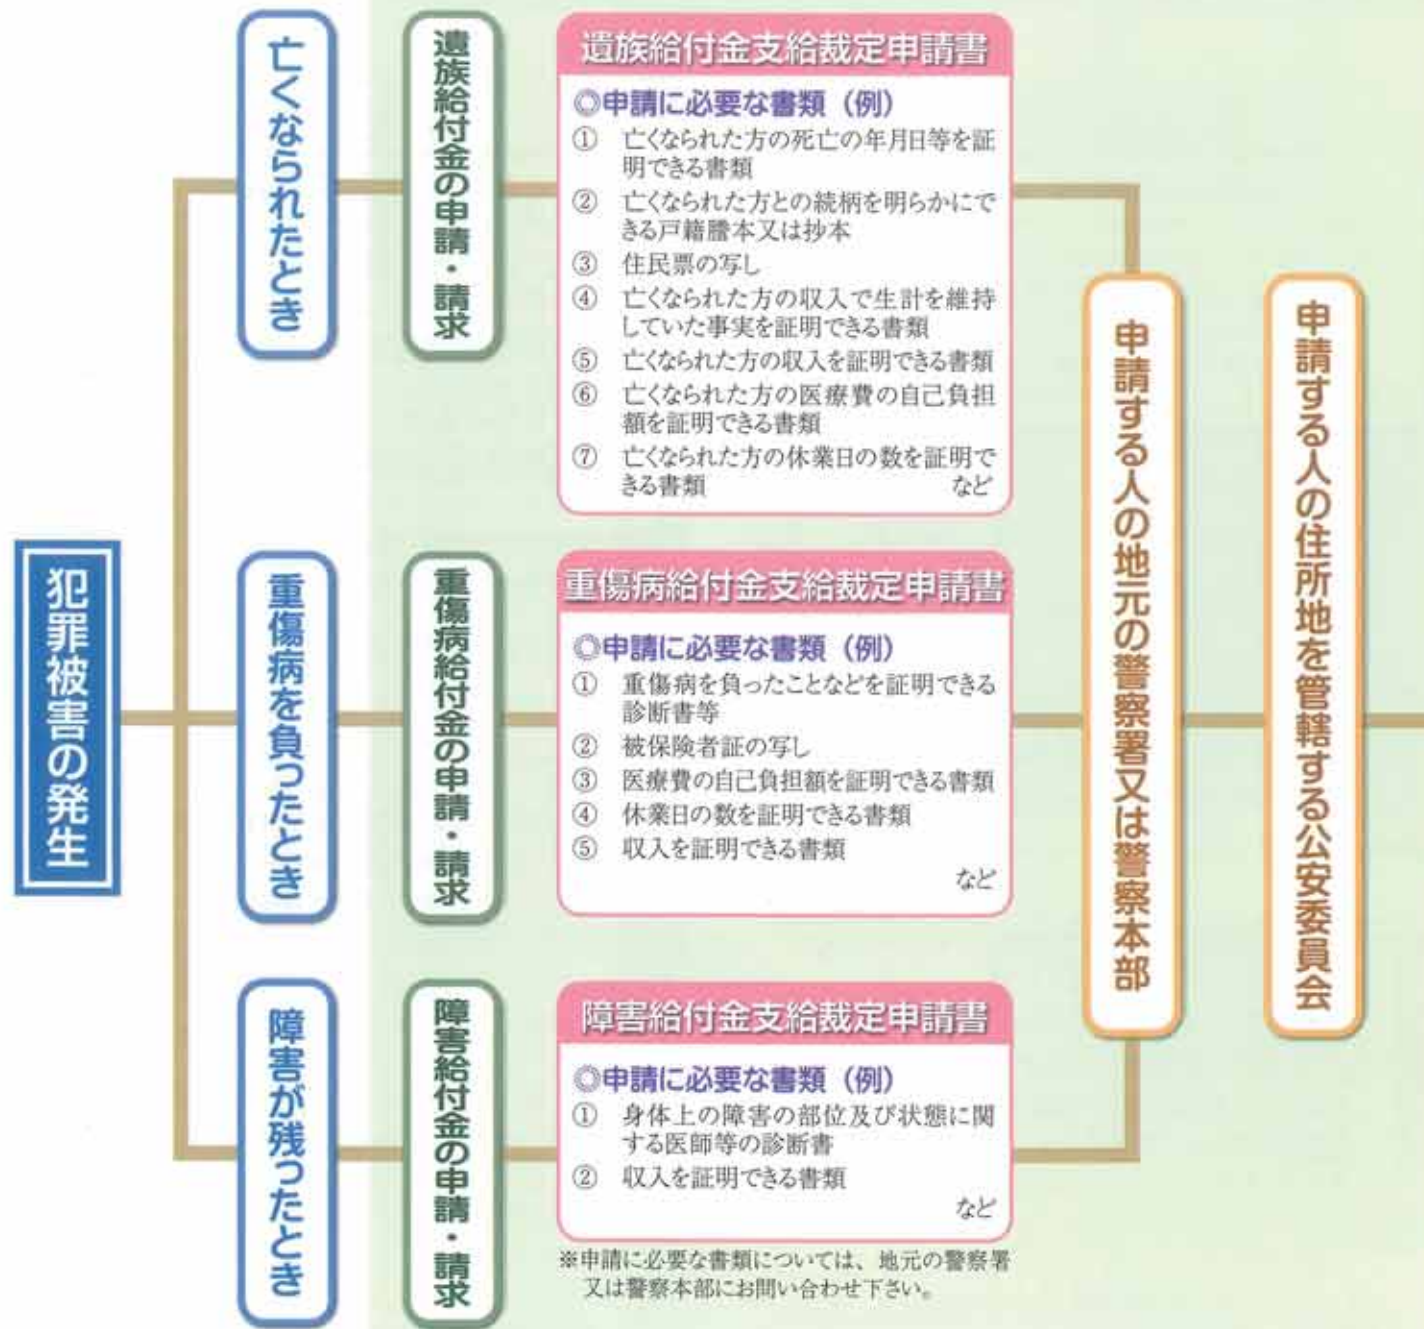 犯罪被害の発生
亡くなられたとき
遺族給付金の申請・請求
遺族給付金支給裁定申請書
◎申請に必要な書類（例）
① 亡くなられた方の死亡の年月日等を証
明できる書類
② 亡くなられた方との続柄を明らかにで
きる戸籍謄本又は抄本
③ 住民票の写し
④ 亡くなられた方の収入で生計を維持
していた事実を証明できる書類
⑤ 亡くなられた方の収入を証明できる書類
⑥ 亡くなられた方の医療費の自己負担
額を証明できる書類
⑦ 亡くなられた方の休業日の数を証明で
きる書類 など
重傷病を負ったとき
重傷病給付金の申請・請求
重傷病給付金支給裁定申請書
◎申請に必要な書類（例）
① 重傷病を負ったことなどを証明できる
診断書等
② 被保険者証の写し
③ 医療費の自己負担額を証明できる書類
④ 休業日の数を証明できる書類
⑤ 収入を証明できる書類
など
障害が残ったとき
障害給付金の申請・請求
障害給付金支給裁定申請書
◎申請に必要な書類（例）
① 身体上の障害の部位及び状態に関
する医師等の診断書
② 収入を証明できる書類
など
※申請に必要な書類については、地元の警察署
又は警察本部にお問い合わせ下さい。
申請する人の地元の警察署又は警察本部
申請する人の住所地を管轄する公安委員会